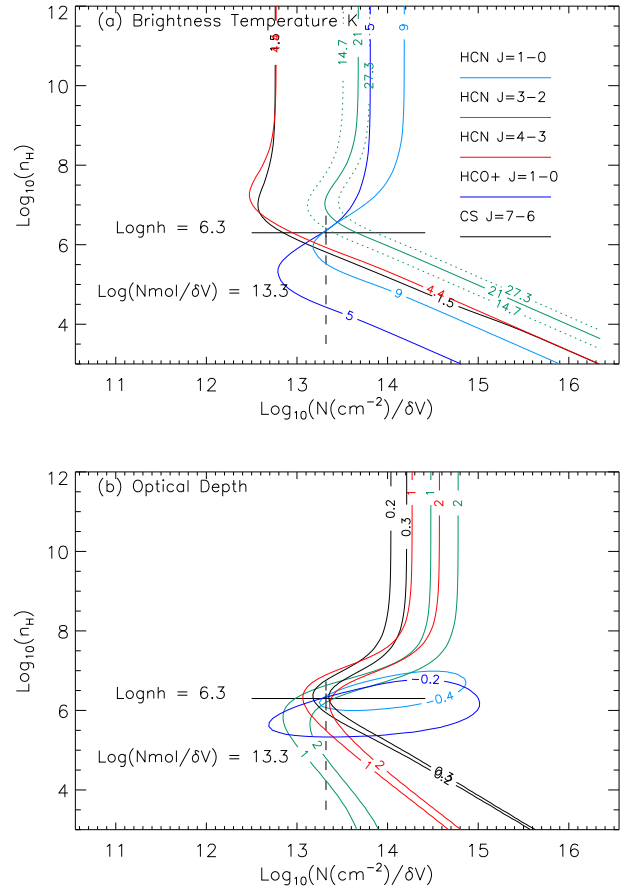 (a) Brightness Temperature K
12
10
8
6
4
Log₁₀(n_H)
1.5
4.5
14.7
21
27.3
5
9
HCN J=1−0
HCN J=3−2
HCN J=4−3
HCO+ J=1−0
CS J=7−6
Lognh = 6.3
Log(Nmol/δV) = 13.3
4.4
1.5
27.3
21
14.7
9
5
11 12 13 14 15 16
Log₁₀(N(cm⁻²)/δV)
(b) Optical Depth
12
10
8
6
4
Log₁₀(n_H)
0.2
0.3
1
1
2
2
Lognh = 6.3
−0.2
−0.4
Log(Nmol/δV) = 13.3
1
2
1
2
0.3
0.2
11 12 13 14 15 16
Log₁₀(N(cm⁻²)/δV)